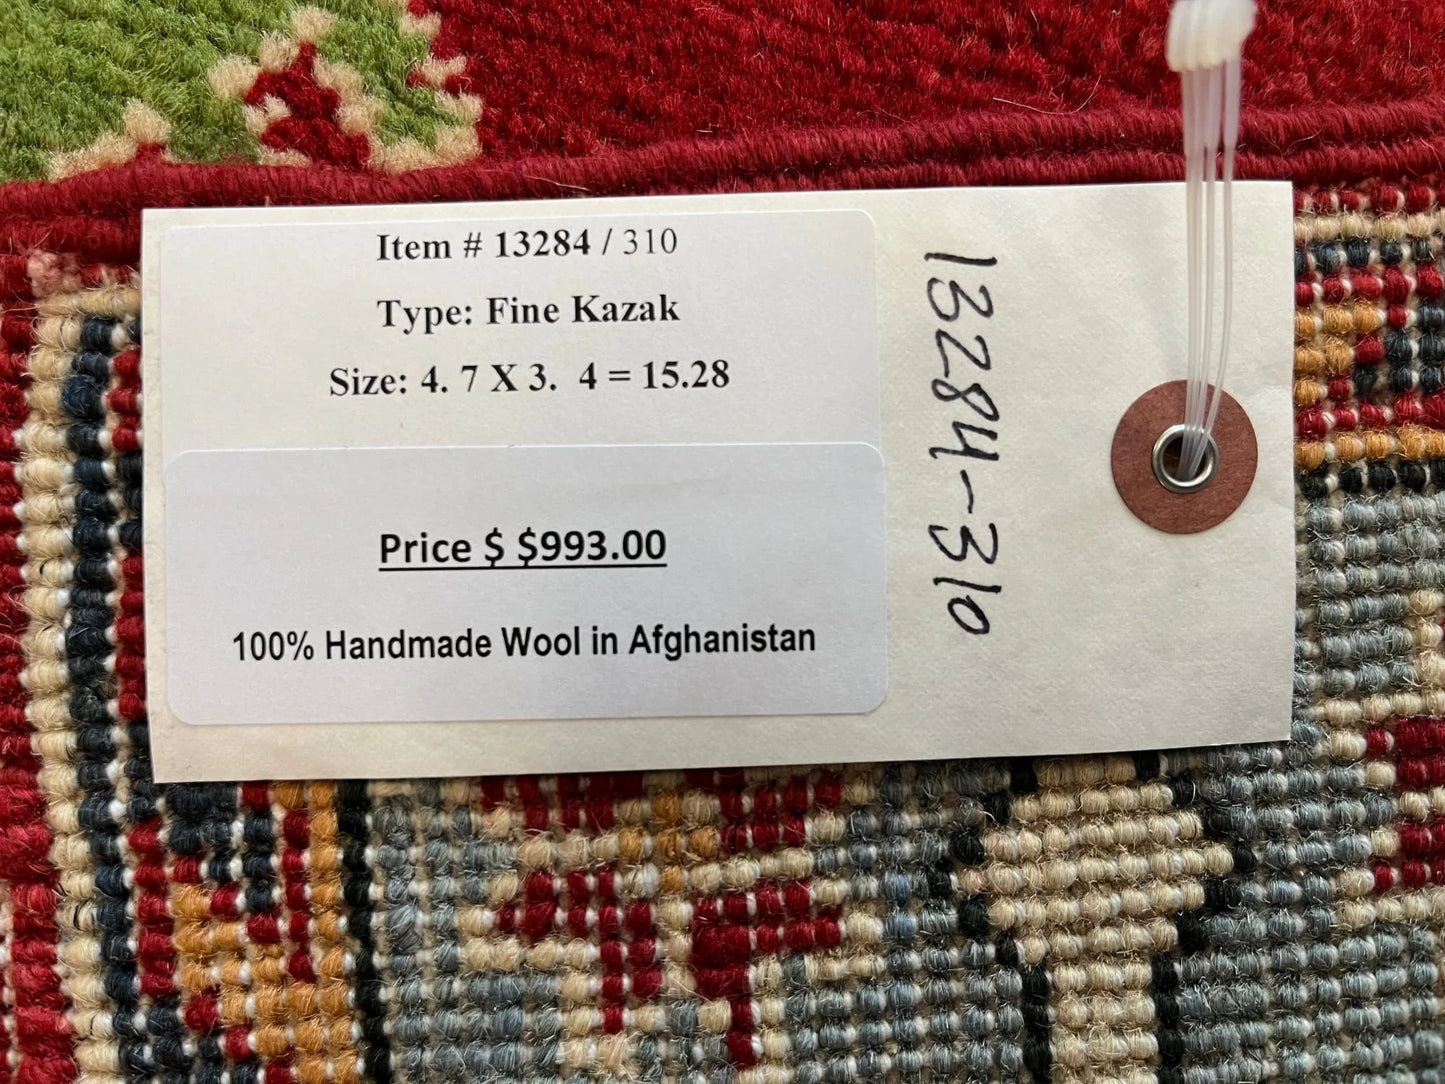 Item # 13284 / 310
Type: Fine Kazak
Size: 4. 7 X 3.  4 = 15.28
Price $ $993.00
100% Handmade Wool in Afghanistan
13284-310